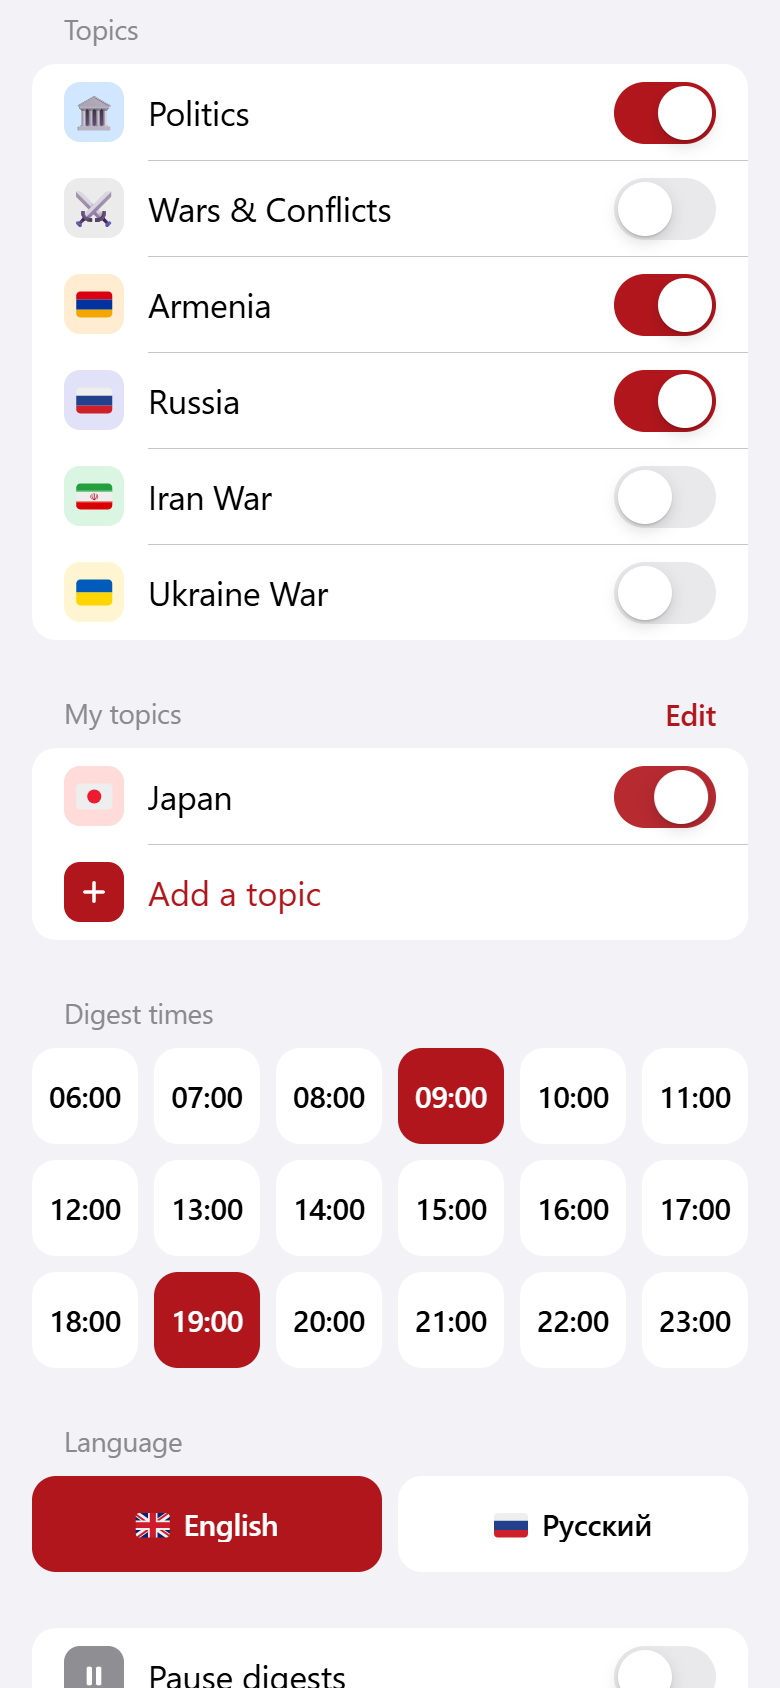 Topics
Politics
Wars & Conflicts
Armenia
Russia
Iran War
Ukraine War
My topics Edit
Japan
Add a topic
Digest times
06:00 07:00 08:00 09:00 10:00 11:00
12:00 13:00 14:00 15:00 16:00 17:00
18:00 19:00 20:00 21:00 22:00 23:00
Language
English Русский
Pause digests